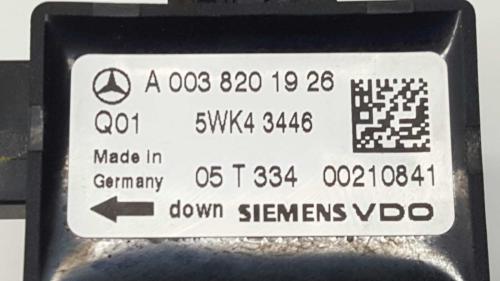 A 003 820 19 26
Q01 5WK4 3446
Made in
Germany 05 T 334 00210841
down SIEMENS VDO